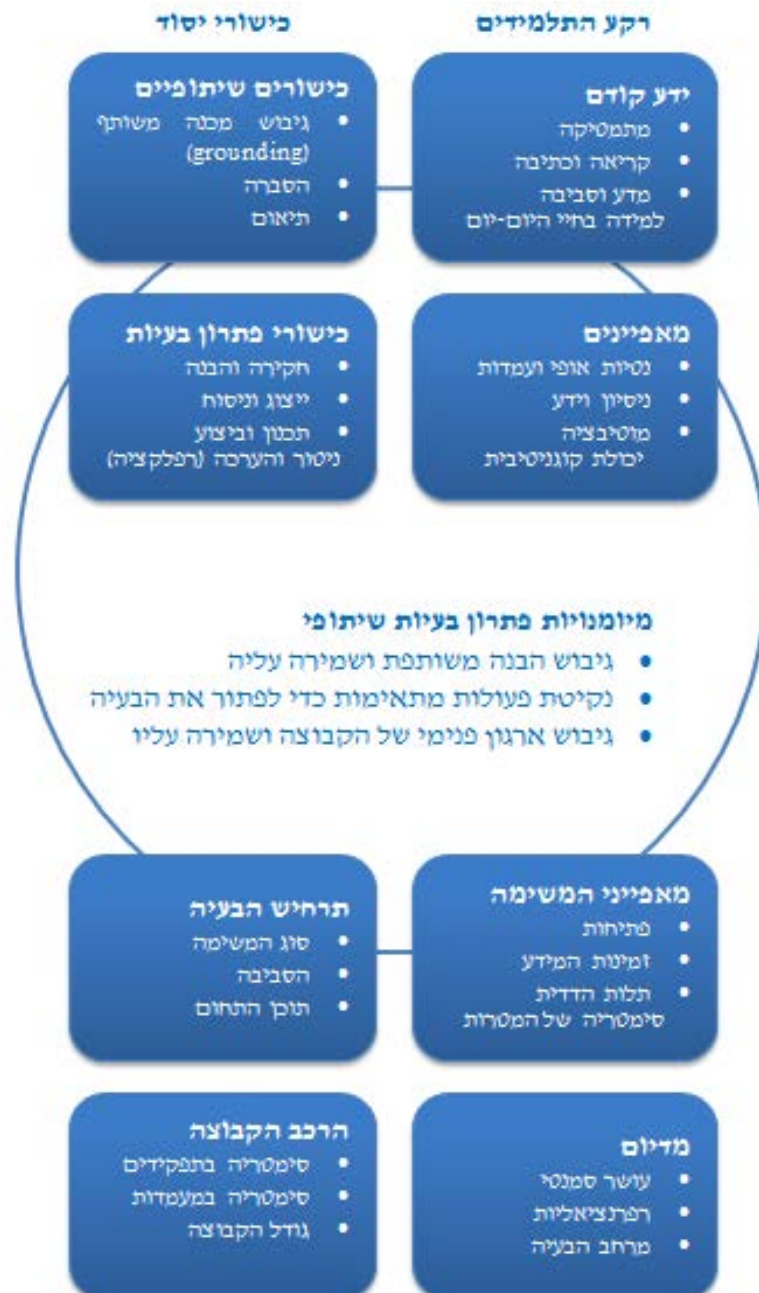 רקע התלמידים
כישורי יסוד
ידע קודם
• מתמטיקה
• קריאה וכתיבה
• מדע וסביבה
למידה בחיי היום-יום
כישורים שיתופיים
• גיבוש מכנה משותף
(grounding)
• הסברה
• תיאום
מאפיינים
• נטיות אופי ועמדות
• ניסיון וידע
• מוטיבציה
יכולת קוגניטיבית
כישורי פתרון בעיות
• חקירה והבנה
• ייצוג וניסוח
• תכנון וביצוע
ניטור והערכה (רפלקציה)
מיומנויות פתרון בעיות שיתופי
• גיבוש הבנה משותפת ושמירה עליה
• נקיטת פעולות מתאימות כדי לפתור את הבעיה
• גיבוש ארגון פנימי של הקבוצה ושמירה עליו
מאפייני המשימה
• פתיחות
• זמינות המידע
• תלות הדדית
סימטריה של המטרות
תרחיש הבעיה
• סוג המשימה
• הסביבה
• תוכן התחום
מדיום
• עושר סמנטי
• רפרנציאליות
• מרחב הבעיה
הרכב הקבוצה
• סימטריה בתפקידים
• סימטריה במעמדות
• גודל הקבוצה